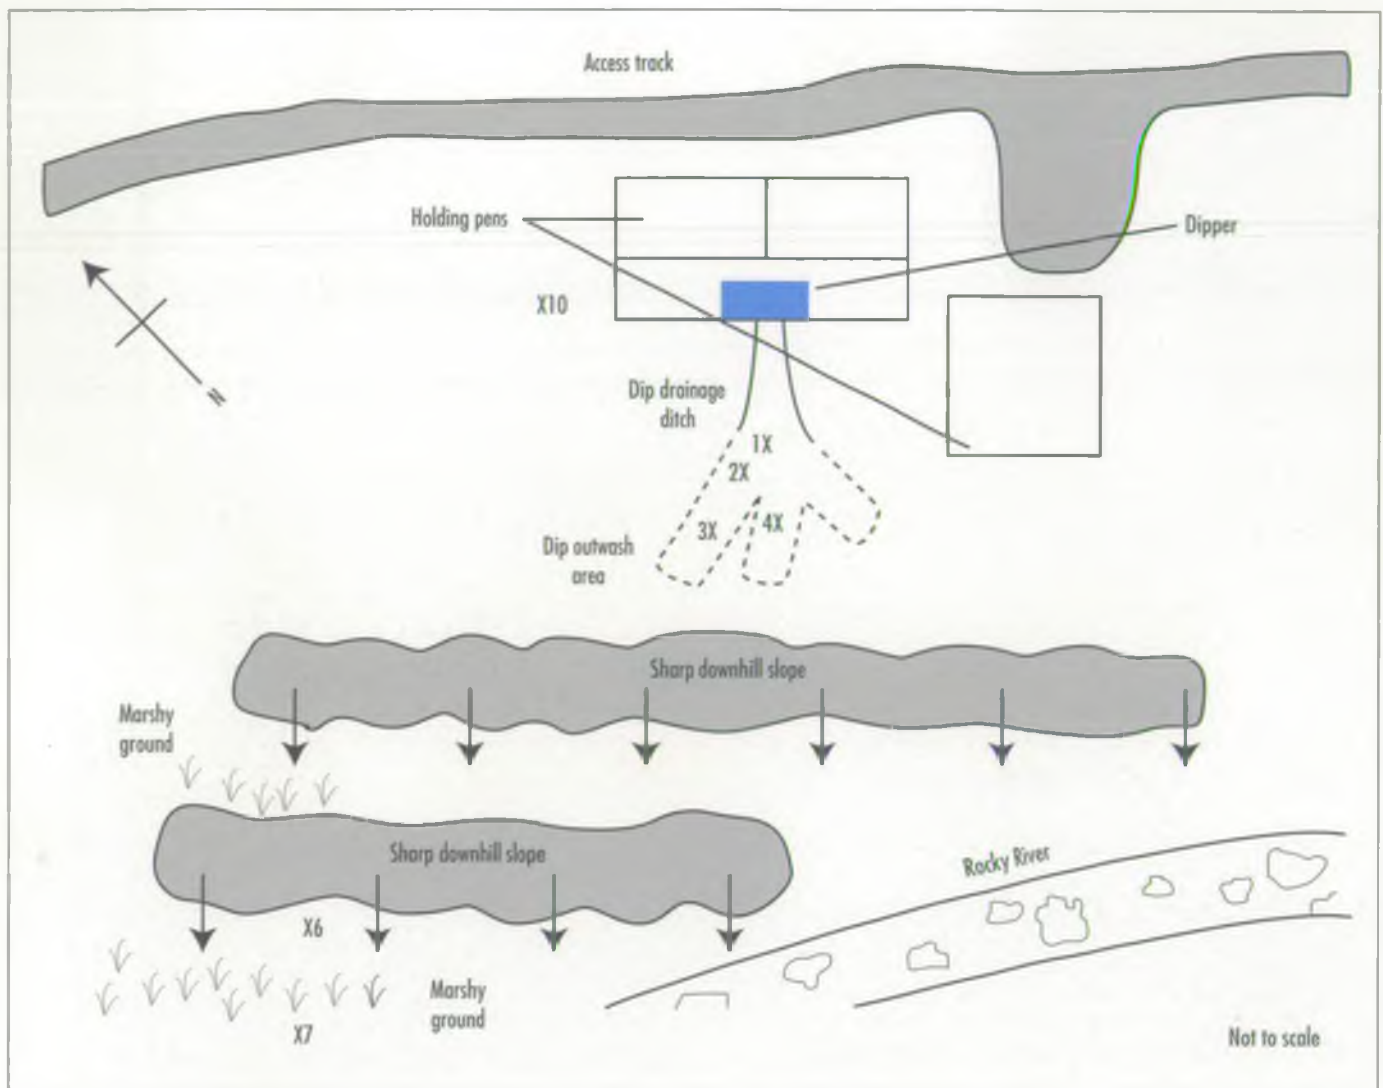 Access track
Holding pens
Dipper
X10
N
Dip drainage
ditch
1X
2X
3X
4X
Dip outwash
area
Sharp downhill slope
Marshy
ground
Sharp downhill slope
Rocky River
X6
Marshy
ground
X7
Not to scale